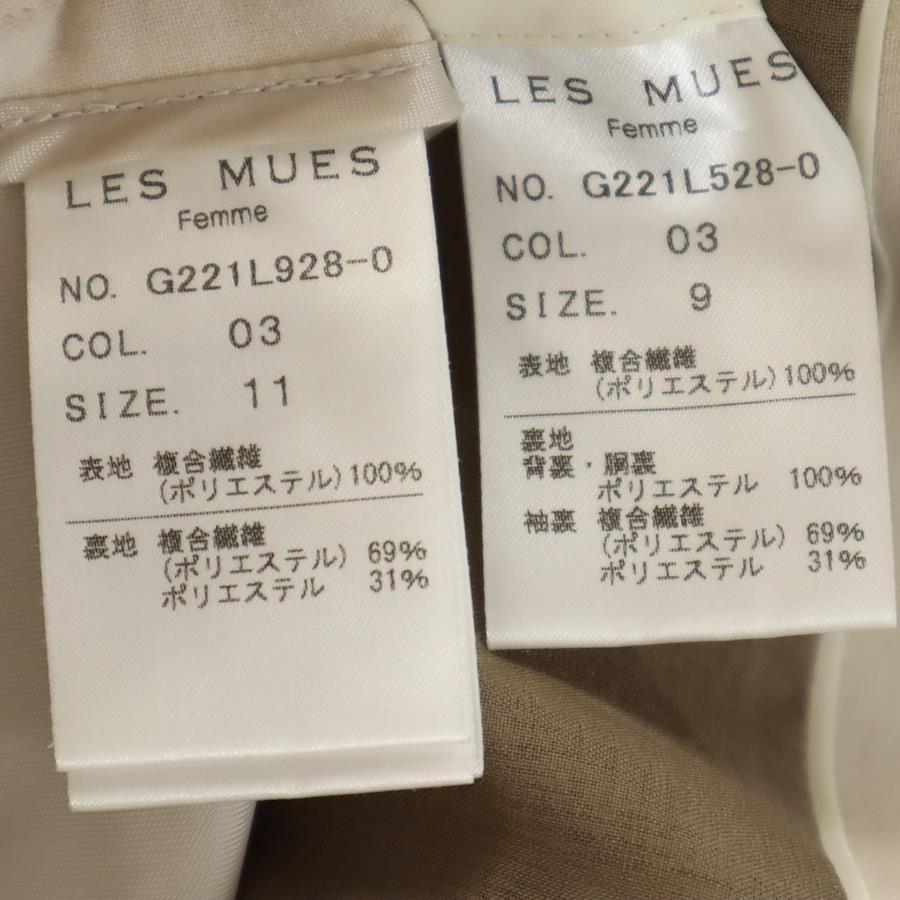 LES MUES
Femme
NO. G221L928-0
COL. 03
SIZE. 11
表地 複合繊維
(ポリエステル)100%
裏地 複合繊維
(ポリエステル) 69%
ポリエステル 31%
LES MUES
Femme
NO. G221L528-0
COL. 03
SIZE. 9
表地 複合繊維
(ポリエステル)100%
裏地
背裏・胴裏
ポリエステル 100%
袖裏 複合繊維
(ポリエステル) 69%
ポリエステル 31%